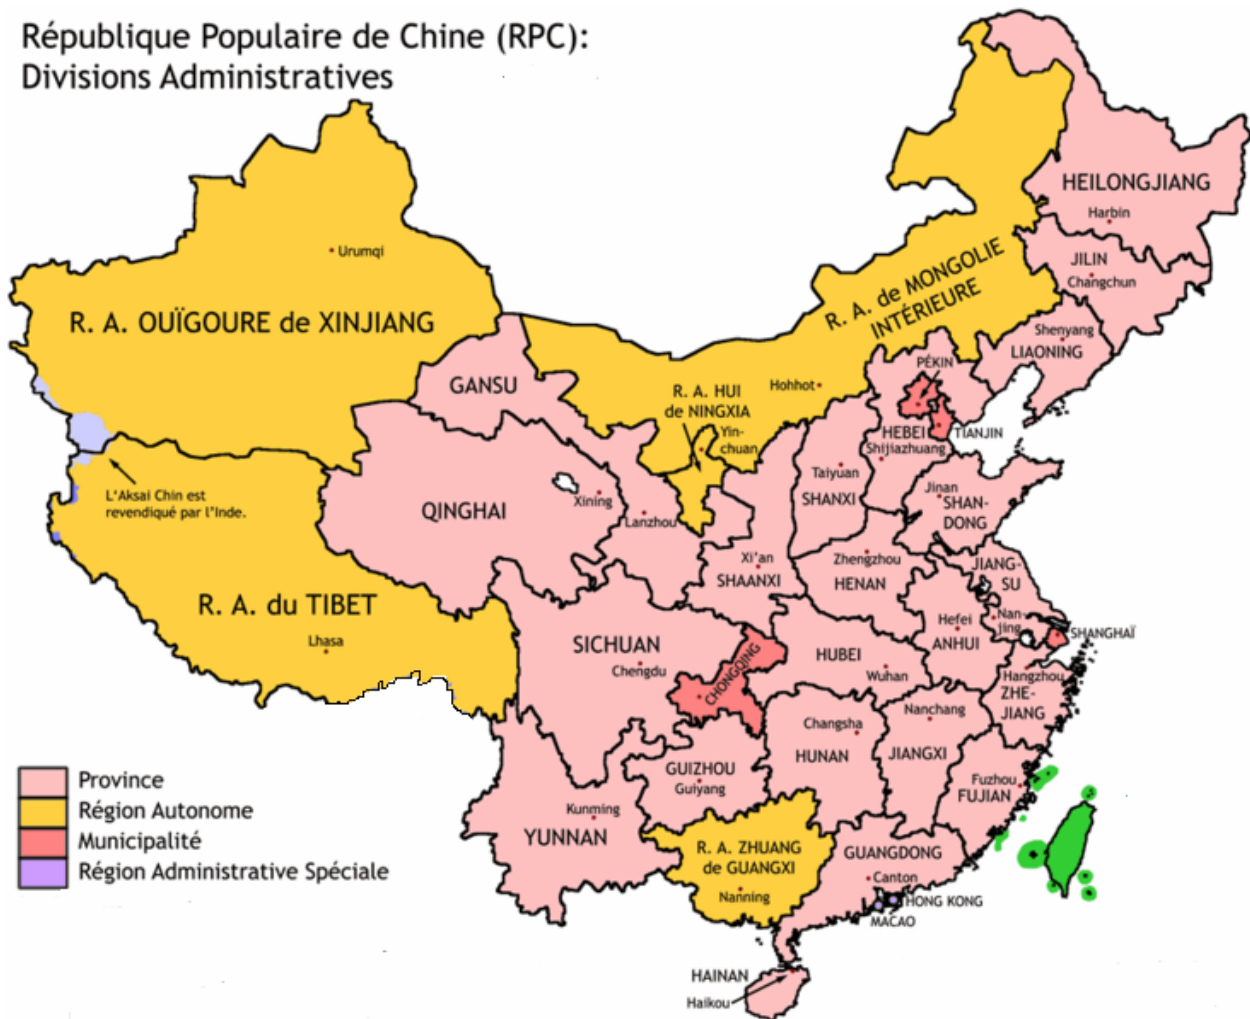 République Populaire de Chine (RPC):
Divisions Administratives
HEILONGJIANG
Harbin
JILIN
Changchun
Urumqi
R. A. de MONGOLIE
INTÉRIEURE
R. A. OUÏGOURE de XINJIANG
Shenyang
LIAONING
PÉKIN
GANSU
Hohhot
R. A. HUI
de NINGXIA
Yin-
chuan
HEBEI
TIANJIN
Shijiazhuang
Taiyuan
SHANXI
L'Aksai Chin est
revendiqué par l'Inde.
QINGHAI
Xining
Lanzhou
Jinan
SHAN-
DONG
Xi'an
SHAANXI
Zhengzhou
HENAN
JIANG-
SU
Nan-
jing
R. A. du TIBET
Lhasa
SICHUAN
Chengdu
CHONGQING
HUBEI
Wuhan
Hefei
ANHUI
SHANGHAÏ
Hangzhou
ZHE-
JIANG
Changsha
HUNAN
Nanchang
JIANGXI
GUIZHOU
Guiyang
Fuzhou
FUJIAN
Province
Région Autonome
Municipalité
Région Administrative Spéciale
Kunming
YUNNAN
R. A. ZHUANG
de GUANGXI
Nanning
GUANGDONG
Canton
HONG KONG
MACAO
HAINAN
Haikou